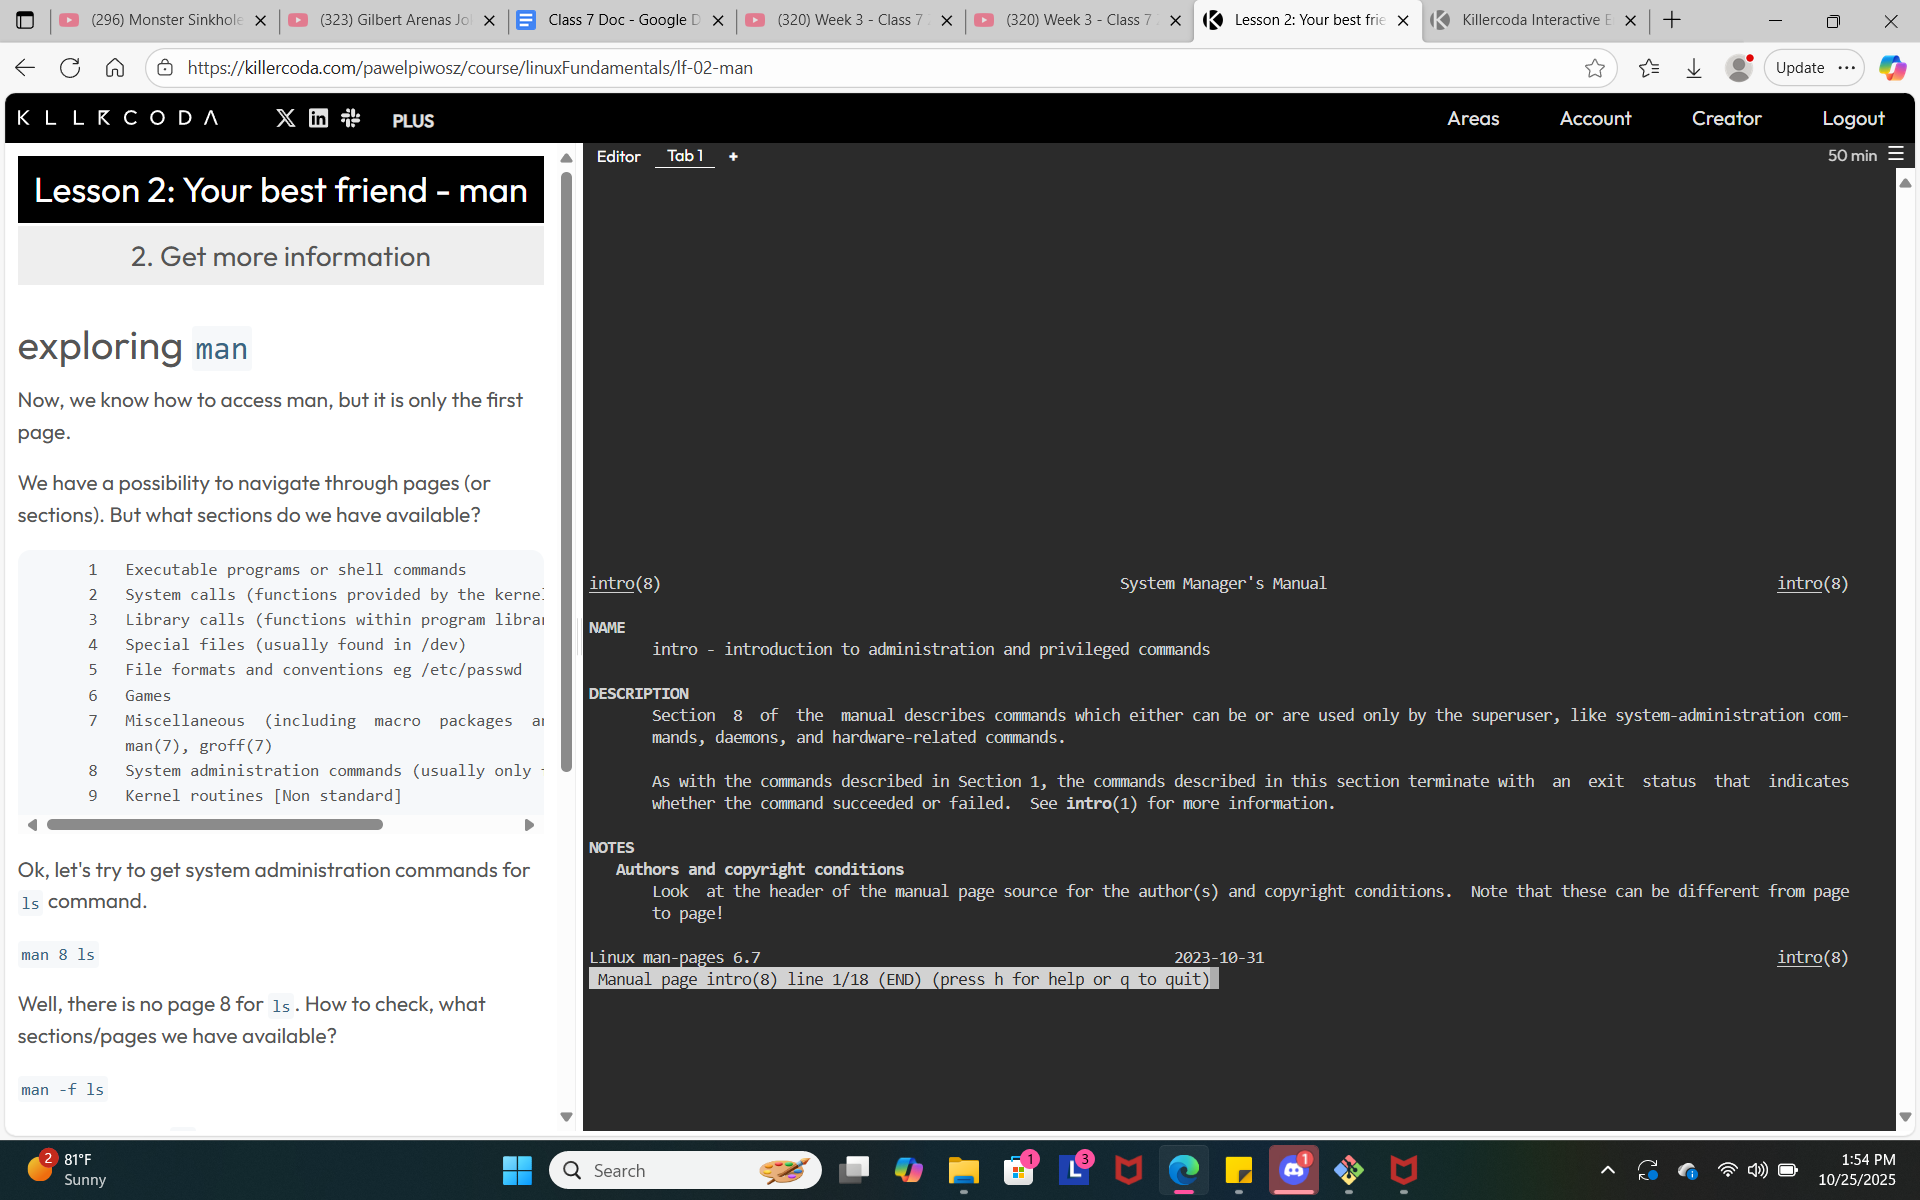 (296) Monster Sinkhole
(323) Gilbert Arenas Jo
Class 7 Doc - Google D
(320) Week 3 - Class 7
(320) Week 3 - Class 7
Lesson 2: Your best frie
Killercoda Interactive E
https://killercoda.com/pawelpiwosz/course/linuxFundamentals/lf-02-man
Update
KLLRCODA
PLUS
Areas
Account
Creator
Logout
Lesson 2: Your best friend - man
2. Get more information
exploring man
Now, we know how to access man, but it is only the first
page.
We have a possibility to navigate through pages (or
sections). But what sections do we have available?
1 Executable programs or shell commands
2 System calls (functions provided by the kernel
3 Library calls (functions within program librar
4 Special files (usually found in /dev)
5 File formats and conventions eg /etc/passwd
6 Games
7 Miscellaneous (including macro packages an
man(7), groff(7)
8 System administration commands (usually only
9 Kernel routines [Non standard]
Ok, let's try to get system administration commands for
ls command.
man 8 ls
Well, there is no page 8 for ls. How to check, what
sections/pages we have available?
man -f ls
Editor
Tab 1
+
50 min
intro(8) System Manager's Manual intro(8)
NAME
intro - introduction to administration and privileged commands
DESCRIPTION
Section 8 of the manual describes commands which either can be or are used only by the superuser, like system-administration com-
mands, daemons, and hardware-related commands.
As with the commands described in Section 1, the commands described in this section terminate with an exit status that indicates
whether the command succeeded or failed. See intro(1) for more information.
NOTES
Authors and copyright conditions
Look at the header of the manual page source for the author(s) and copyright conditions. Note that these can be different from page
to page!
Linux man-pages 6.7 2023-10-31 intro(8)
Manual page intro(8) line 1/18 (END) (press h for help or q to quit)
2
81°F
Sunny
Search
1
L
3
1
1:54 PM
10/25/2025